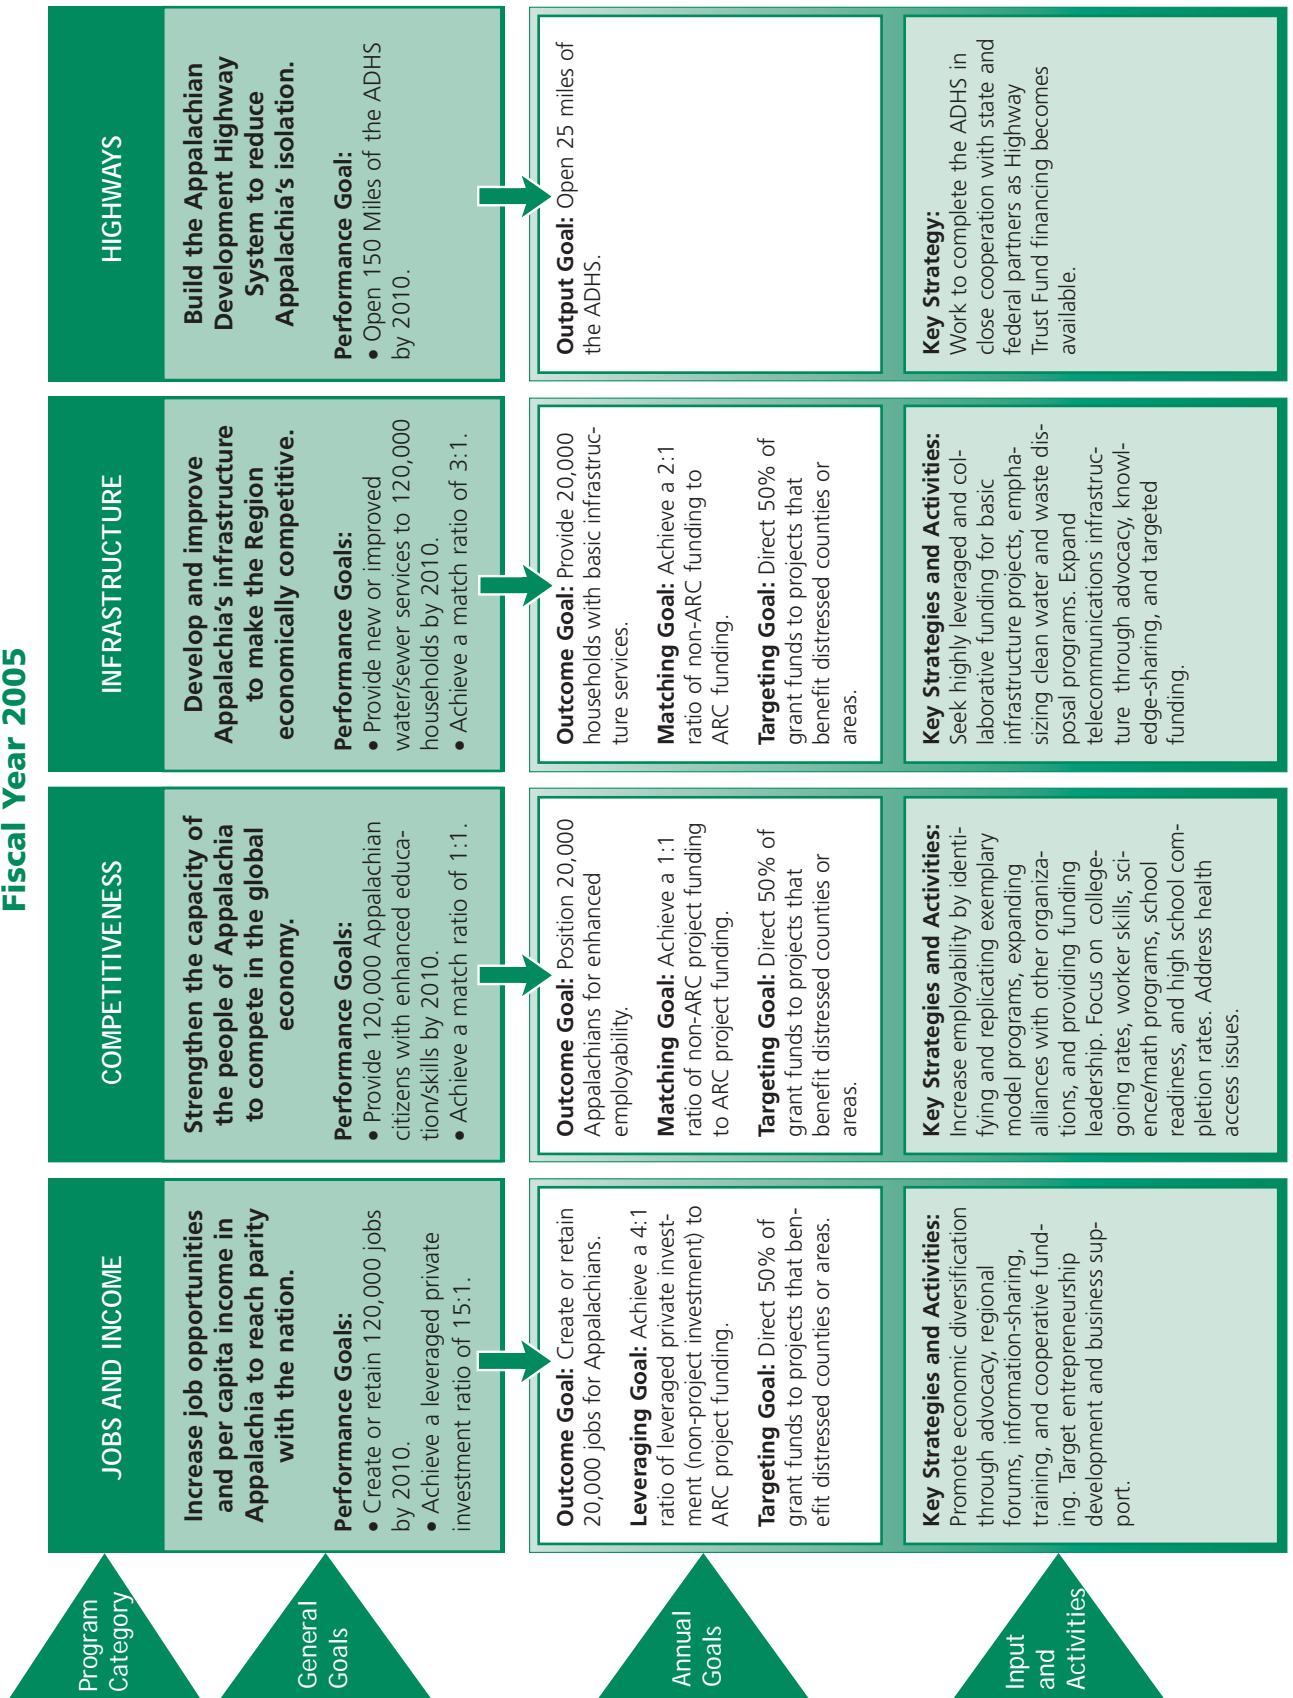 Fiscal Year 2005
Program
Category
JOBS AND INCOME
COMPETITIVENESS
INFRASTRUCTURE
HIGHWAYS
General
Goals
Increase job opportunities
and per capita income in
Appalachia to reach parity
with the nation.
Performance Goals:
• Create or retain 120,000 jobs
by 2010.
• Achieve a leveraged private
investment ratio of 15:1.
Strengthen the capacity of
the people of Appalachia
to compete in the global
economy.
Performance Goals:
• Provide 120,000 Appalachian
citizens with enhanced educa-
tion/skills by 2010.
• Achieve a match ratio of 1:1.
Develop and improve
Appalachia's infrastructure
to make the Region
economically competitive.
Performance Goals:
• Provide new or improved
water/sewer services to 120,000
households by 2010.
• Achieve a match ratio of 3:1.
Build the Appalachian
Development Highway
System to reduce
Appalachia's isolation.
Performance Goal:
• Open 150 Miles of the ADHS
by 2010.
Annual
Goals
Outcome Goal: Create or retain
20,000 jobs for Appalachians.
Leveraging Goal: Achieve a 4:1
ratio of leveraged private invest-
ment (non-project investment) to
ARC project funding.
Targeting Goal: Direct 50% of
grant funds to projects that ben-
efit distressed counties or areas.
Outcome Goal: Position 20,000
Appalachians for enhanced
employability.
Matching Goal: Achieve a 1:1
ratio of non-ARC project funding
to ARC project funding.
Targeting Goal: Direct 50% of
grant funds to projects that
benefit distressed counties or
areas.
Outcome Goal: Provide 20,000
households with basic infrastruc-
ture services.
Matching Goal: Achieve a 2:1
ratio of non-ARC funding to
ARC funding.
Targeting Goal: Direct 50% of
grant funds to projects that
benefit distressed counties or
areas.
Output Goal: Open 25 miles of
the ADHS.
Input
and
Activities
Key Strategies and Activities:
Promote economic diversification
through advocacy, regional
forums, information-sharing,
training, and cooperative fund-
ing. Target entrepreneurship
development and business sup-
port.
Key Strategies and Activities:
Increase employability by identi-
fying and replicating exemplary
model programs, expanding
alliances with other organiza-
tions, and providing funding
leadership. Focus on college-
going rates, worker skills, sci-
ence/math programs, school
readiness, and high school com-
pletion rates. Address health
access issues.
Key Strategies and Activities:
Seek highly leveraged and col-
laborative funding for basic
infrastructure projects, empha-
sizing clean water and waste dis-
posal programs. Expand
telecommunications infrastruc-
ture through advocacy, knowl-
edge-sharing, and targeted
funding.
Key Strategy:
Work to complete the ADHS in
close cooperation with state and
federal partners as Highway
Trust Fund financing becomes
available.